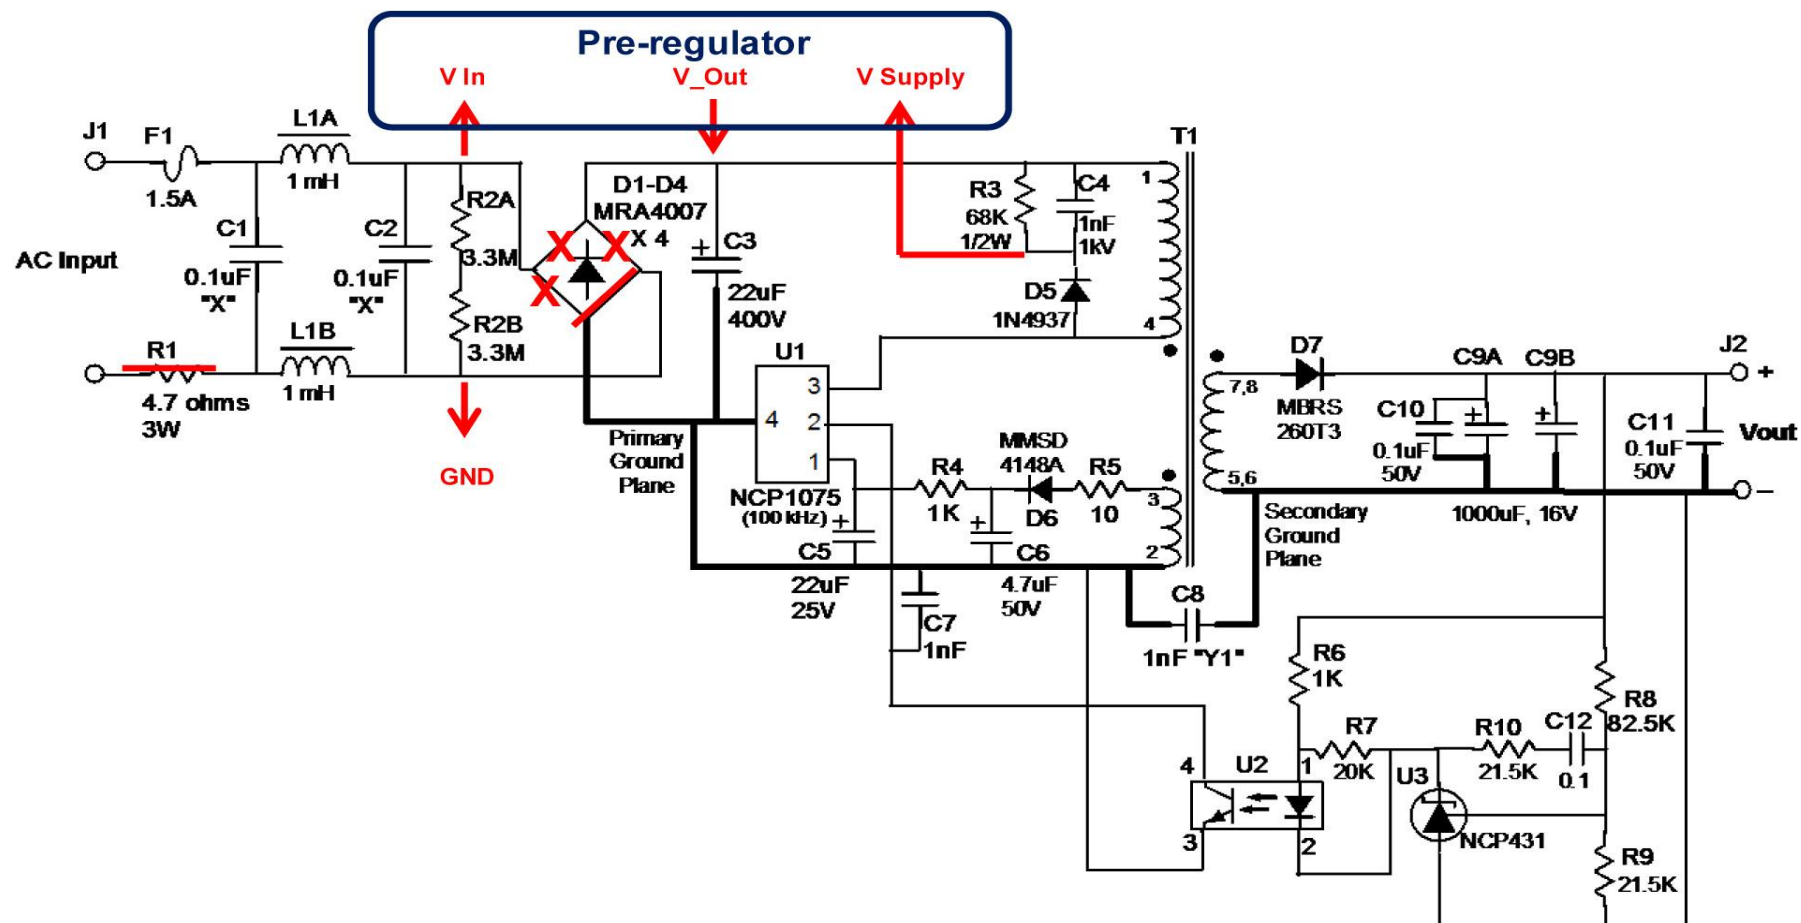 Pre-regulator
V In
V_Out
V Supply
J1
F1
1.5A
L1A
1 mH
AC Input
C1
0.1uF
"X"
C2
0.1uF
"X"
R2A
3.3M
R2B
3.3M
L1B
1 mH
R1
4.7 ohms
3W
GND
D1-D4
MRA4007
X 4
X
X
X
C3
+
22uF
400V
R3
68K
1/2W
C4
1nF
1kV
D5
1N4937
T1
1
4
3
2
7,8
5,6
U1
3
4
2
1
NCP1075
(100 kHz)
Primary
Ground
Plane
R4
1K
MMSD
4148A
D6
R5
10
+
C5
22uF
25V
+
C6
4.7uF
50V
C7
1nF
C8
1nF "Y1"
D7
MBRS
260T3
C9A
C9B
C10
0.1uF
50V
+
+
1000uF, 16V
C11
0.1uF
50V
J2
+
Vout
–
Secondary
Ground
Plane
R6
1K
R7
20K
R10
21.5K
C12
0.1
R8
82.5K
U2
4
1
3
2
U3
NCP431
R9
21.5K